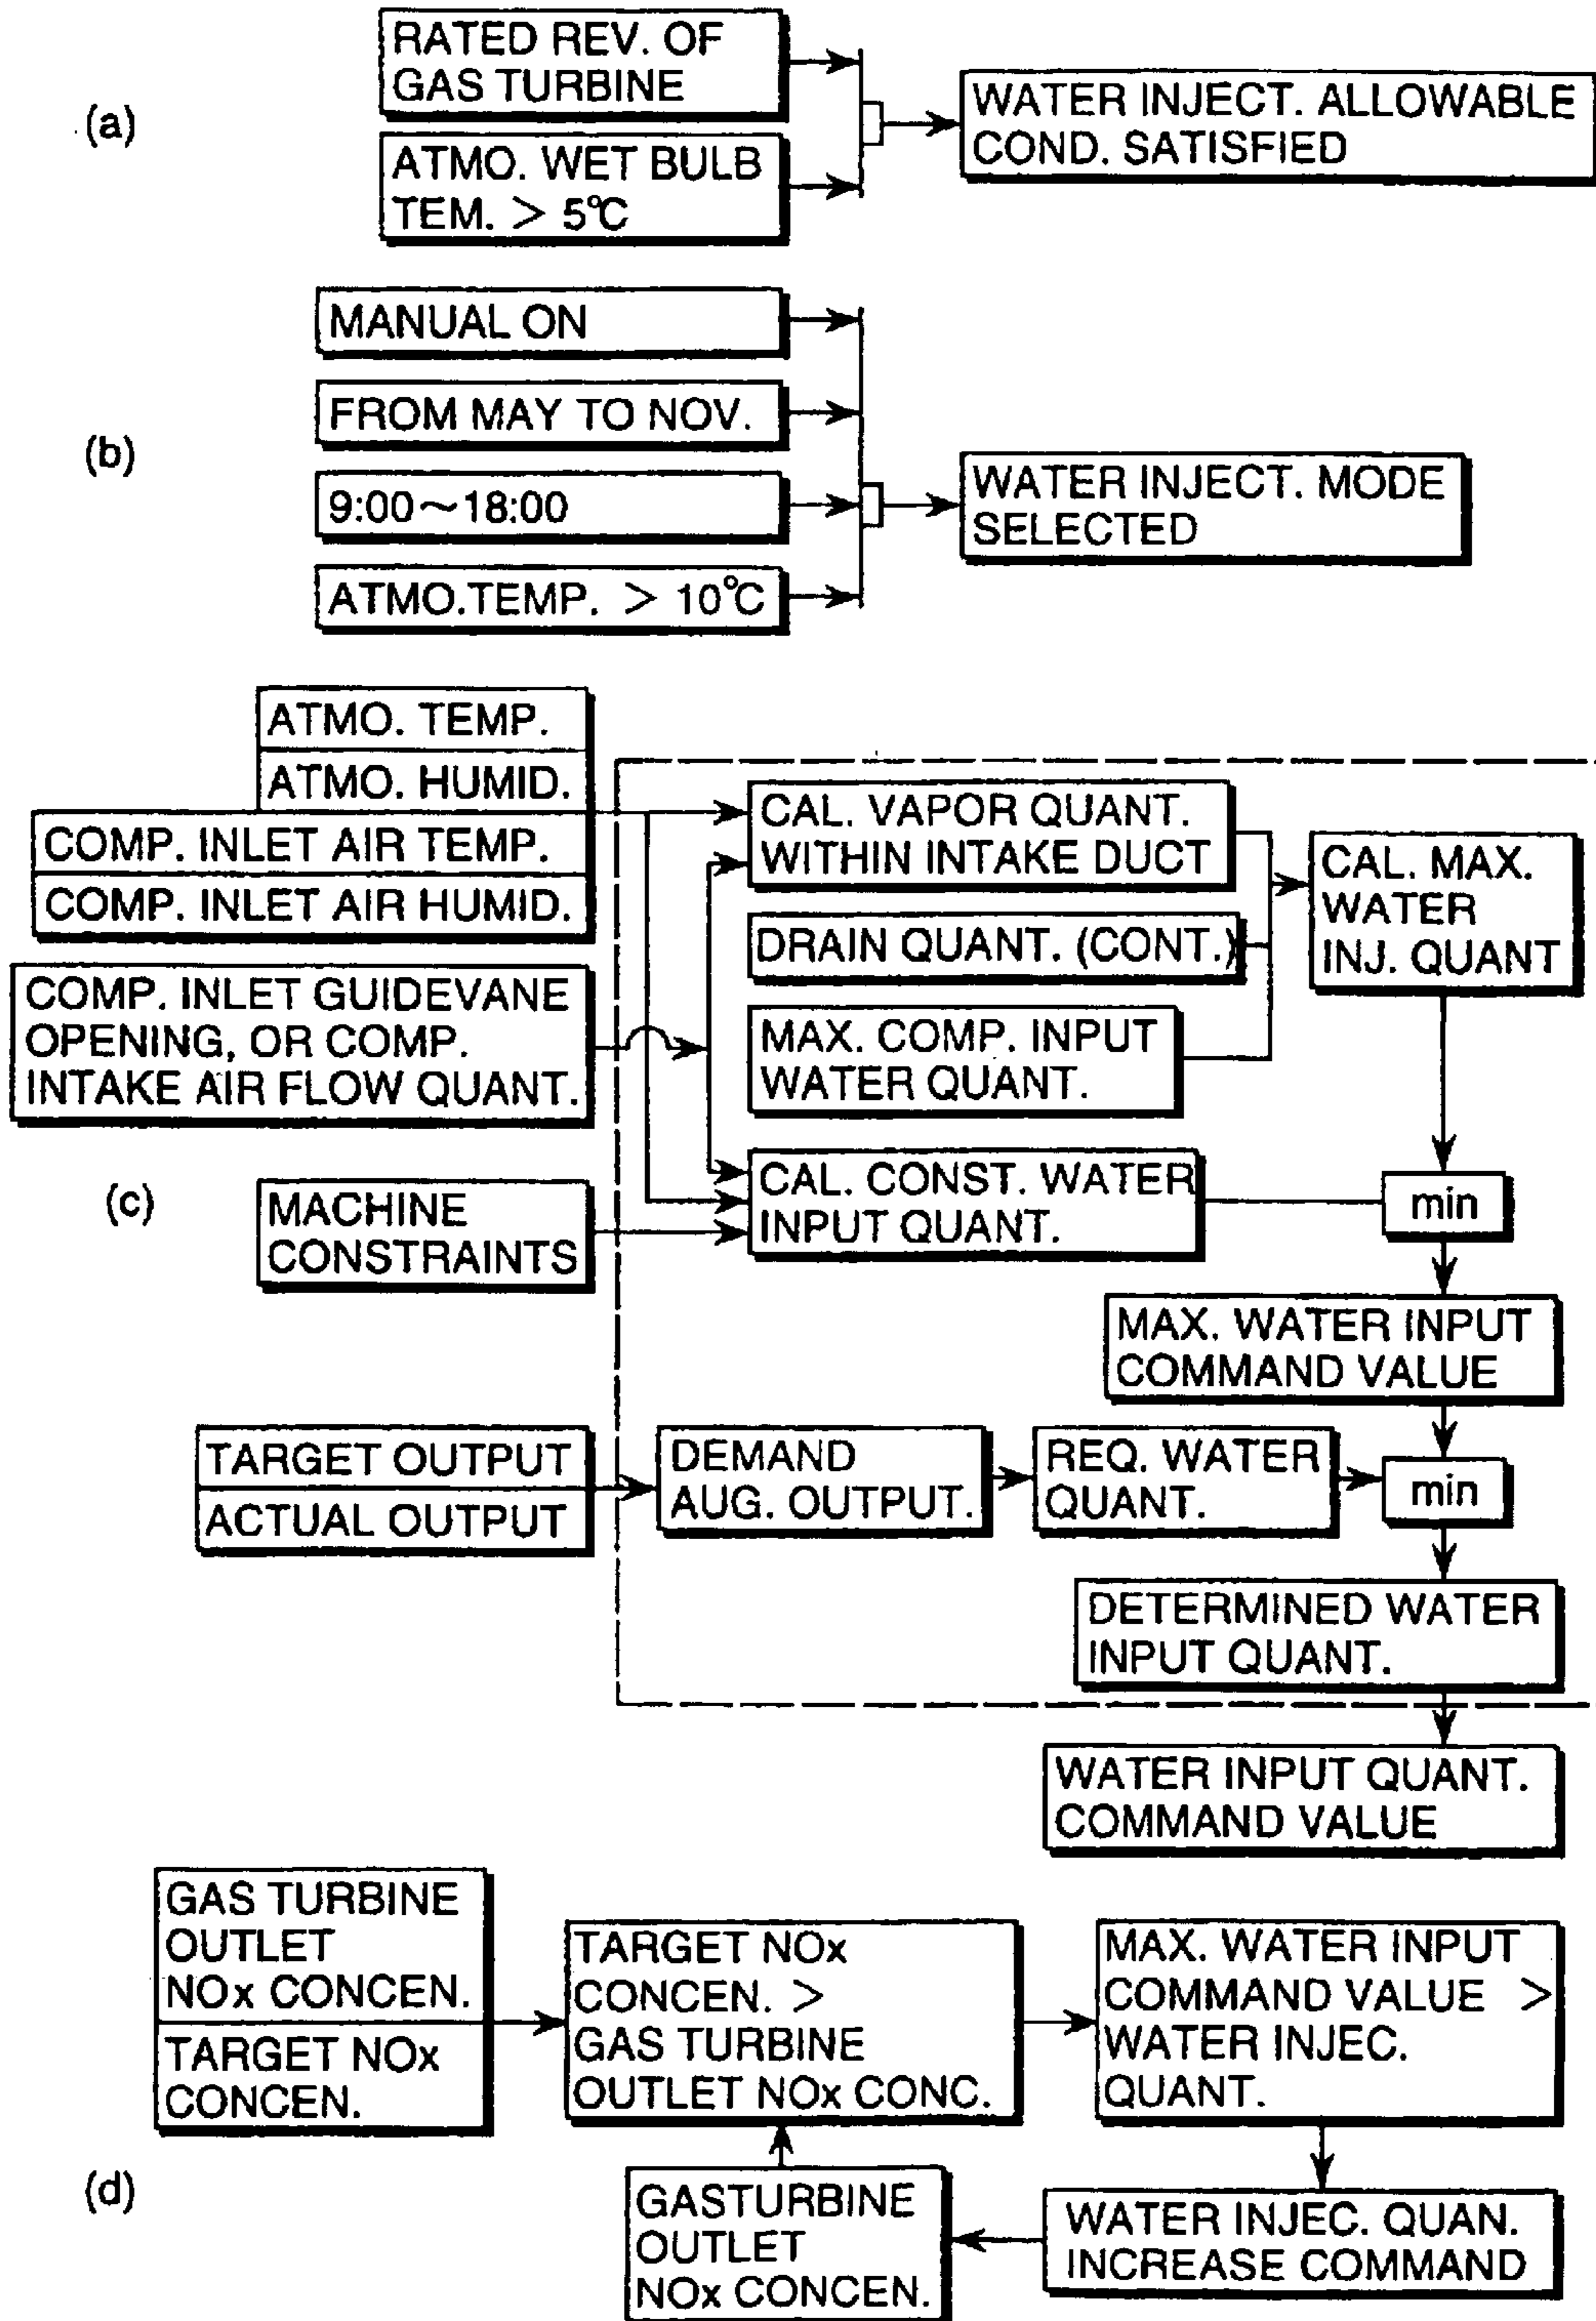 (a)
RATED REV. OF
GAS TURBINE
ATMO. WET BULB
TEM. > 5°C
WATER INJECT. ALLOWABLE
COND. SATISFIED
(b)
MANUAL ON
FROM MAY TO NOV.
9:00～18:00
ATMO.TEMP. > 10°C
WATER INJECT. MODE
SELECTED
(c)
ATMO. TEMP.
ATMO. HUMID.
COMP. INLET AIR TEMP.
COMP. INLET AIR HUMID.
COMP. INLET GUIDEVANE
OPENING, OR COMP.
INTAKE AIR FLOW QUANT.
MACHINE
CONSTRAINTS
CAL. VAPOR QUANT.
WITHIN INTAKE DUCT
DRAIN QUANT. (CONT.)
MAX. COMP. INPUT
WATER QUANT.
CAL. CONST. WATER
INPUT QUANT.
CAL. MAX.
WATER
INJ. QUANT
min
MAX. WATER INPUT
COMMAND VALUE
TARGET OUTPUT
ACTUAL OUTPUT
DEMAND
AUG. OUTPUT.
REQ. WATER
QUANT.
min
DETERMINED WATER
INPUT QUANT.
WATER INPUT QUANT.
COMMAND VALUE
(d)
GAS TURBINE
OUTLET
NOx CONCEN.
TARGET NOx
CONCEN.
TARGET NOx
CONCEN. >
GAS TURBINE
OUTLET NOx CONC.
MAX. WATER INPUT
COMMAND VALUE >
WATER INJEC.
QUANT.
WATER INJEC. QUAN.
INCREASE COMMAND
GASTURBINE
OUTLET
NOx CONCEN.